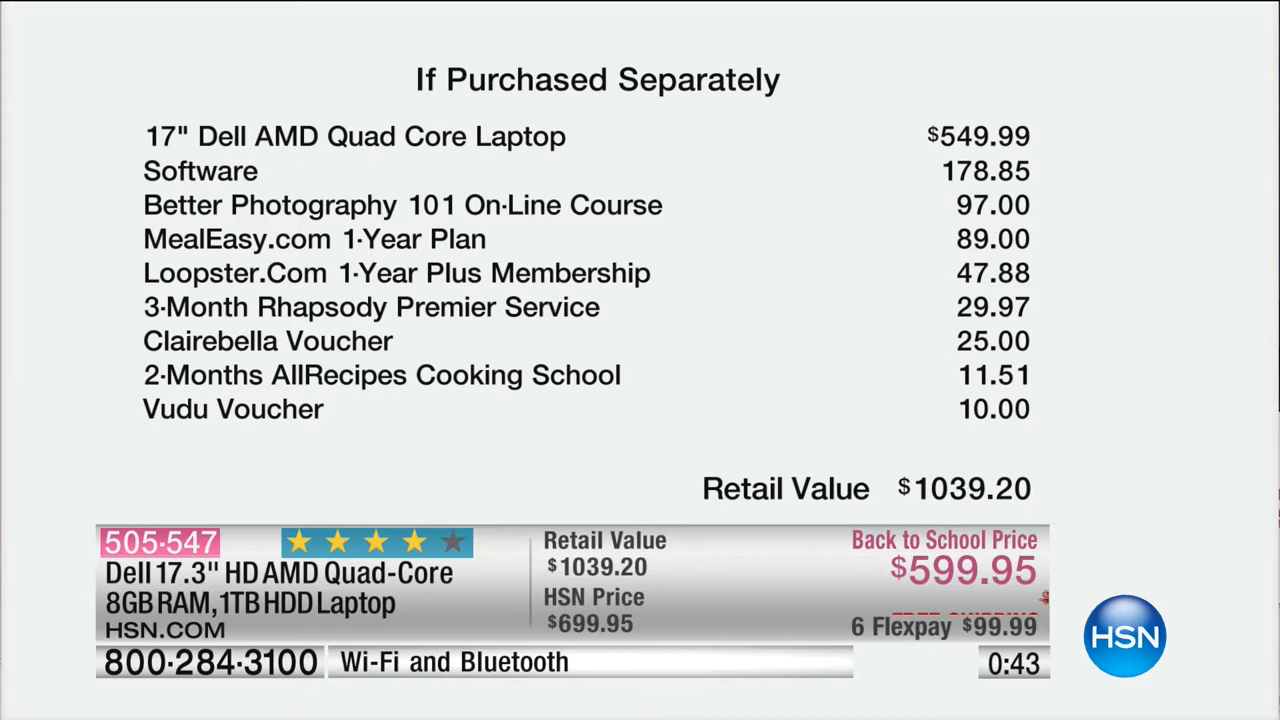 If Purchased Separately
17" Dell AMD Quad Core Laptop $549.99
Software 178.85
Better Photography 101 On-Line Course 97.00
MealEasy.com 1-Year Plan 89.00
Loopster.Com 1-Year Plus Membership 47.88
3-Month Rhapsody Premier Service 29.97
Clairebella Voucher 25.00
2-Months AllRecipes Cooking School 11.51
Vudu Voucher 10.00
Retail Value $1039.20
505-547
Dell 17.3" HD AMD Quad-Core
8GB RAM, 1TB HDD Laptop
HSN.COM
Retail Value
$1039.20
HSN Price
$699.95
Back to School Price
$599.95
6 Flexpay $99.99
HSN
800-284-3100 Wi-Fi and Bluetooth 0:43